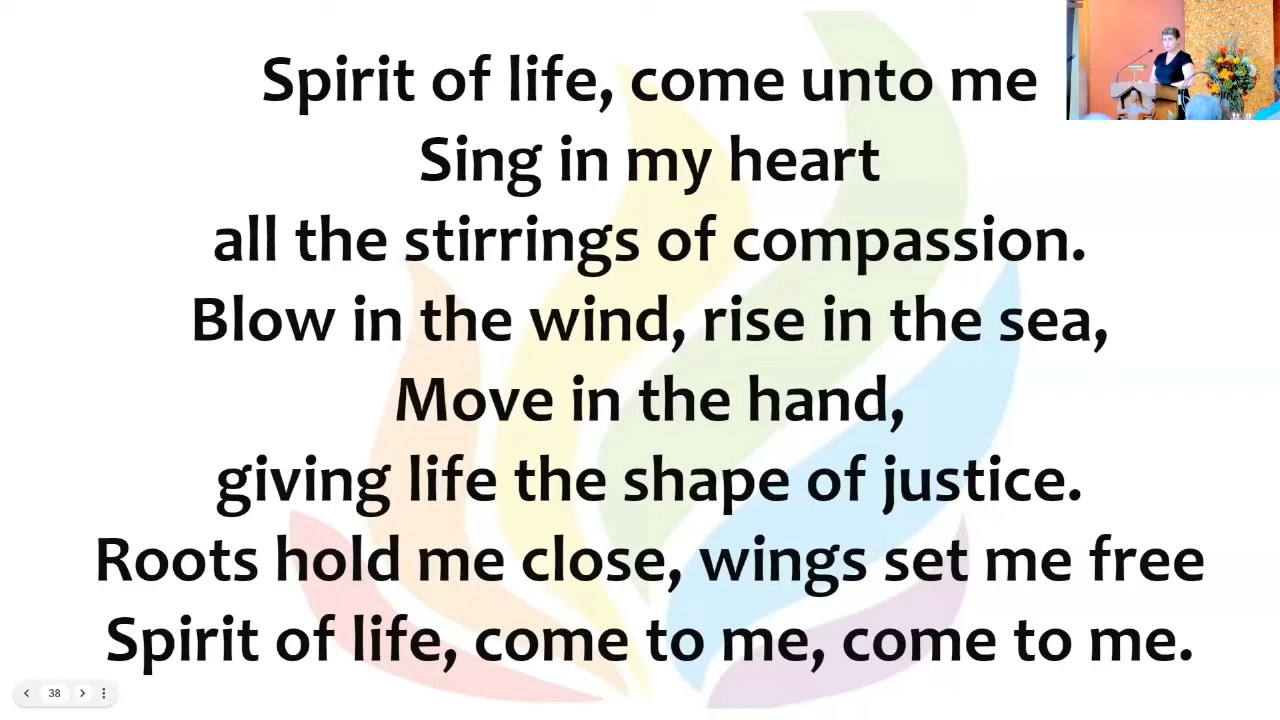 Spirit of life, come unto me
Sing in my heart
all the stirrings of compassion.
Blow in the wind, rise in the sea,
Move in the hand,
giving life the shape of justice.
Roots hold me close, wings set me free
Spirit of life, come to me, come to me.
38